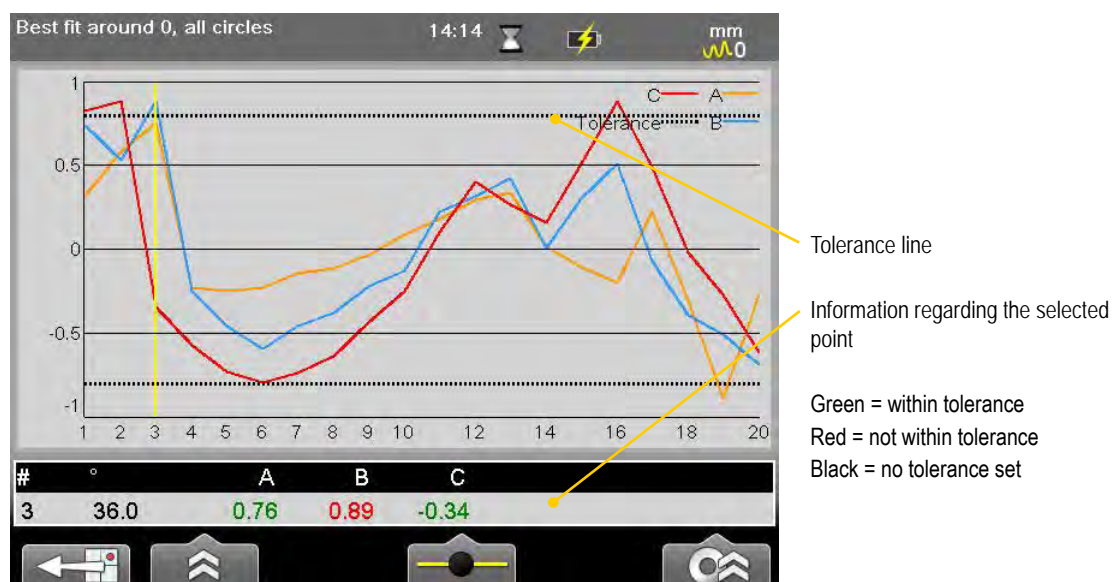 Best fit around 0, all circles 14:14 mm
0
1
C A
Tolerance B
0.5
0
-0.5
-1
1 2 3 4 5 6 7 8 9 10 12 14 16 18 20
Tolerance line
Information regarding the selected
point
Green = within tolerance
Red = not within tolerance
Black = no tolerance set
# ° A B C
3 36.0 0.76 0.89 -0.34